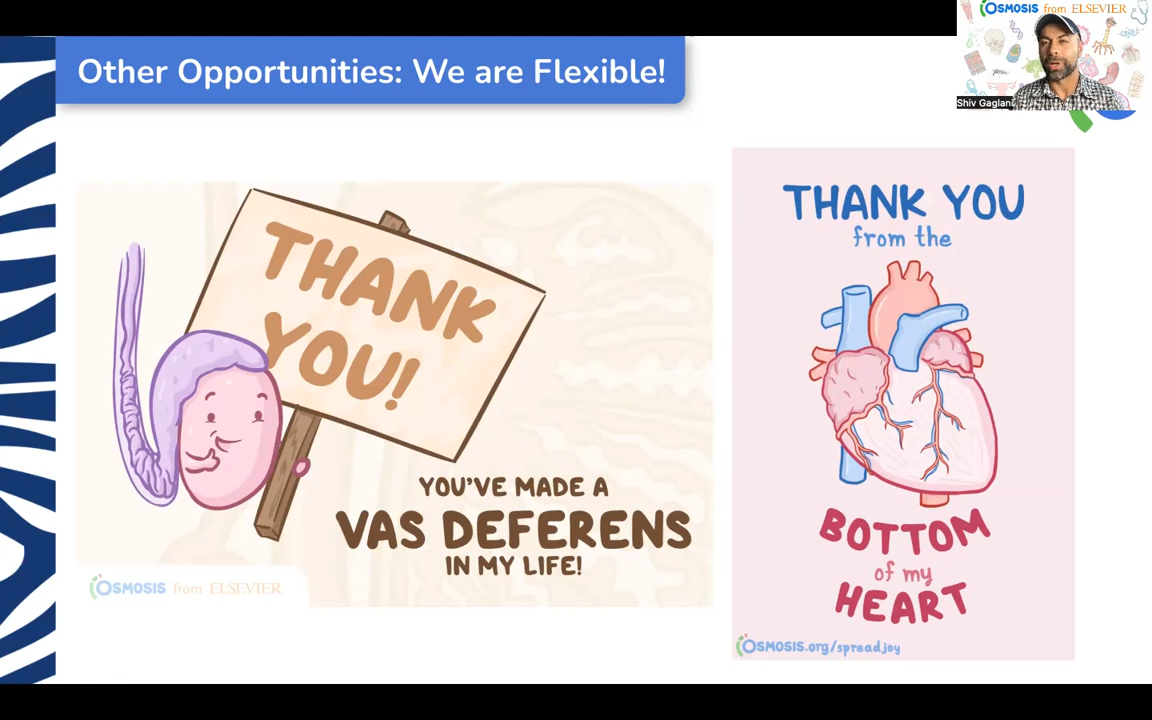 OSMOSIS from ELSEVIER
Shiv Gaglani
Other Opportunities: We are Flexible!
THANK
YOU!
YOU'VE MADE A
VAS DEFERENS
IN MY LIFE!
OSMOSIS from ELSEVIER
THANK YOU
from the
BOTTOM
of my
HEART
OSMOSIS.org/spreadjoy